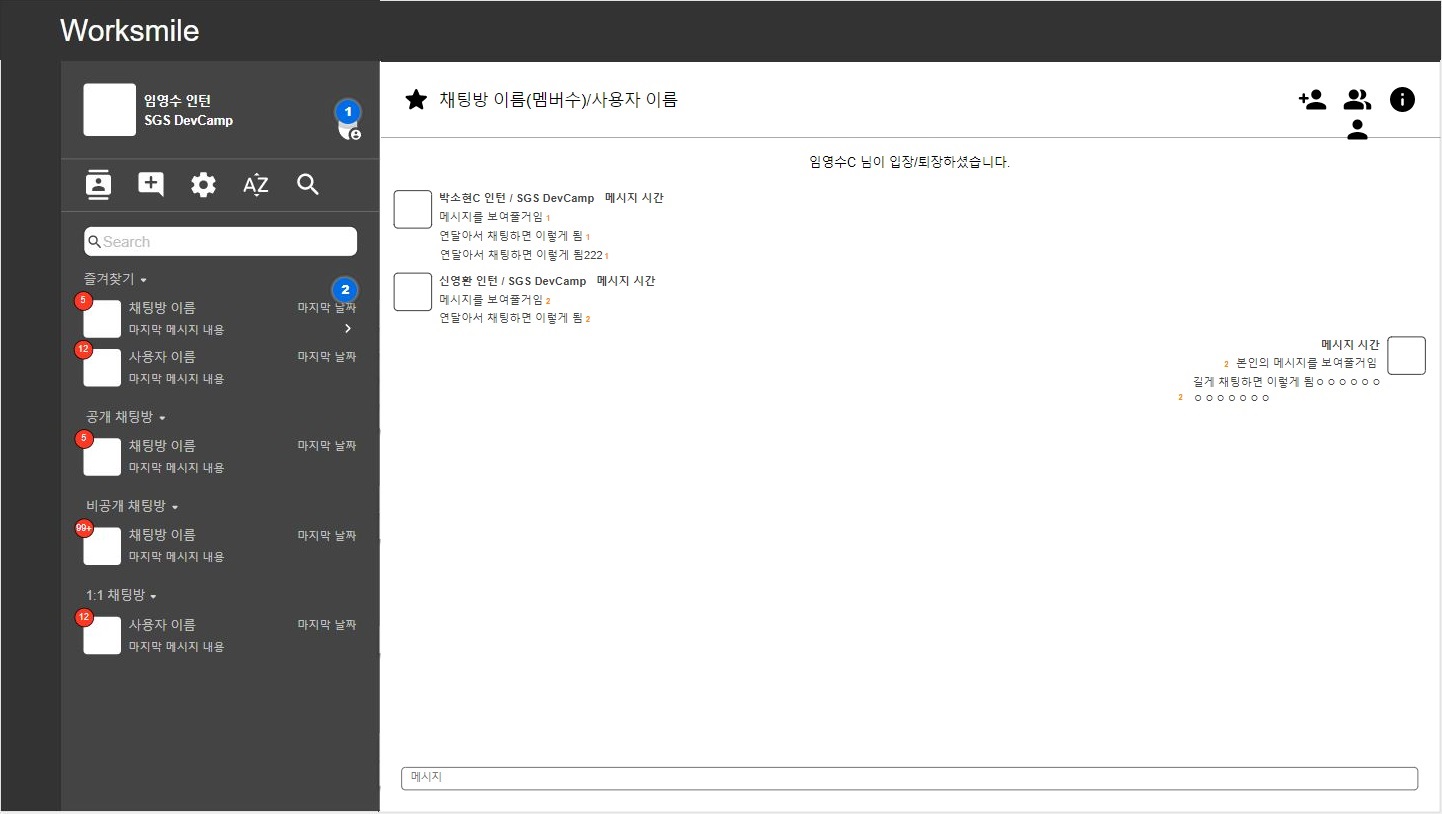 Worksmile
임영수 인턴
SGS DevCamp
1
Search
즐겨찾기
2
5
채팅방 이름 마지막 날짜
마지막 메시지 내용
12
사용자 이름 마지막 날짜
마지막 메시지 내용
공개 채팅방
5
채팅방 이름 마지막 날짜
마지막 메시지 내용
비공개 채팅방
99+
채팅방 이름 마지막 날짜
마지막 메시지 내용
1:1 채팅방
12
사용자 이름 마지막 날짜
마지막 메시지 내용
채팅방 이름(멤버수)/사용자 이름
임영수C 님이 입장/퇴장하셨습니다.
박소현C 인턴 / SGS DevCamp 메시지 시간
메시지를 보여줄거임 1
연달아서 채팅하면 이렇게 됨 1
연달아서 채팅하면 이렇게 됨222 1
신영환 인턴 / SGS DevCamp 메시지 시간
메시지를 보여줄거임 2
연달아서 채팅하면 이렇게 됨 2
메시지 시간
2 본인의 메시지를 보여줄거임
길게 채팅하면 이렇게 됨ㅇㅇㅇㅇㅇㅇ
2 ㅇㅇㅇㅇㅇㅇㅇ
메시지